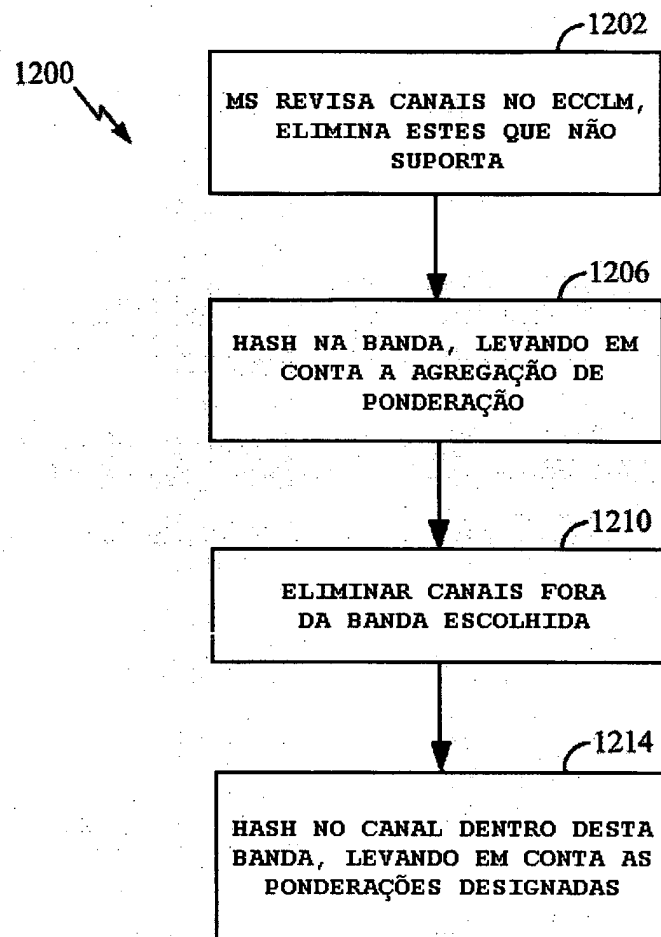 1200
1202
MS REVISA CANAIS NO ECCLM,
ELIMINA ESTES QUE NÃO
SUPORTA
1206
HASH NA BANDA, LEVANDO EM
CONTA A AGREGAÇÃO DE
PONDERAÇÃO
1210
ELIMINAR CANAIS FORA
DA BANDA ESCOLHIDA
1214
HASH NO CANAL DENTRO DESTA
BANDA, LEVANDO EM CONTA AS
PONDERAÇÕES DESIGNADAS